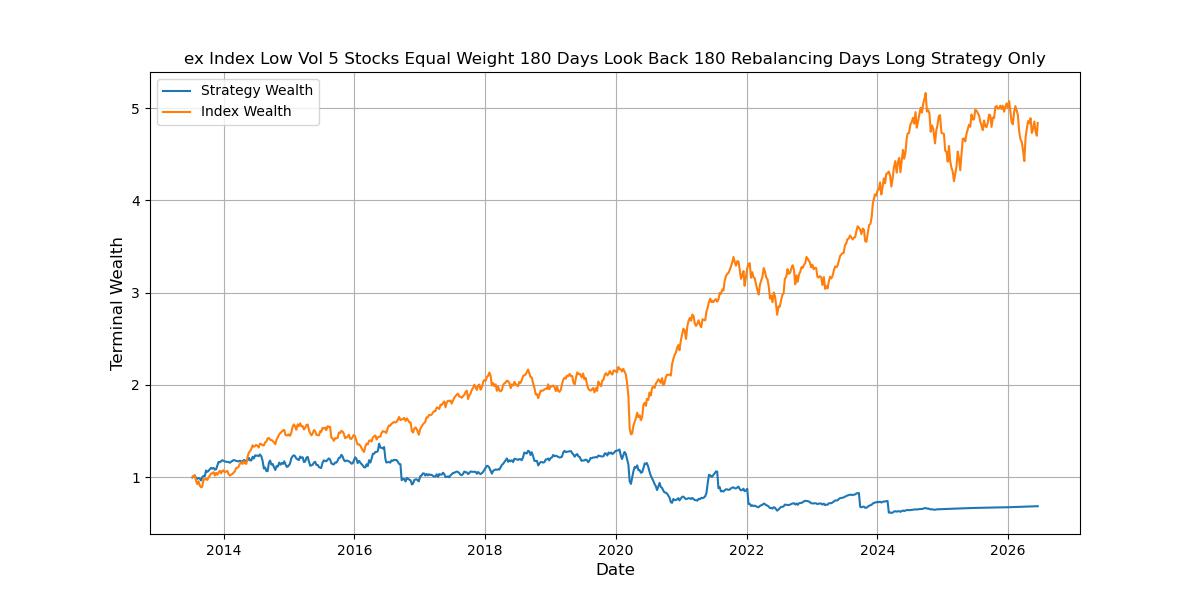 ex Index Low Vol 5 Stocks Equal Weight 180 Days Look Back 180 Rebalancing Days Long Strategy Only
Strategy Wealth
Index Wealth
Terminal Wealth
5
4
3
2
1
2014 2016 2018 2020 2022 2024 2026
Date